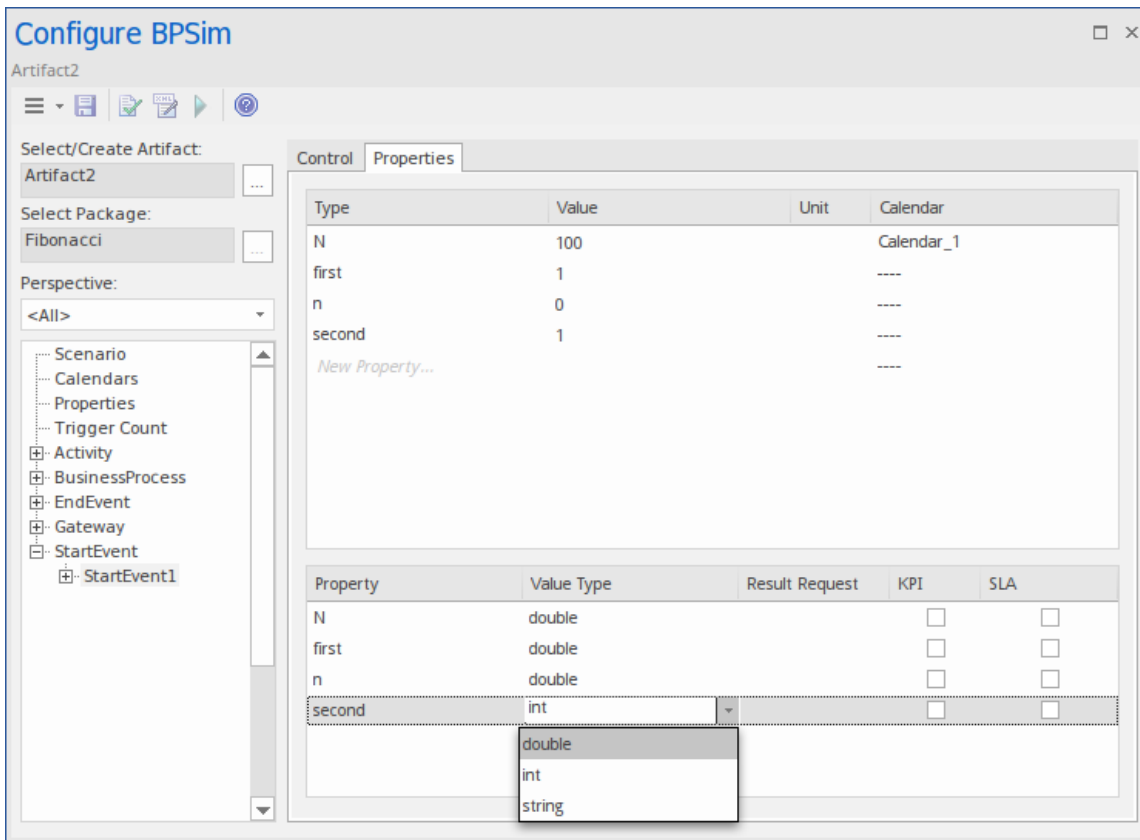 Configure BPSim
Artifact2
Select/Create Artifact:
Artifact2
...
Select Package:
Fibonacci
...
Perspective:
<All>
Scenario
Calendars
Properties
Trigger Count
Activity
BusinessProcess
EndEvent
Gateway
StartEvent
StartEvent1
Control Properties
Type Value Unit Calendar
N 100 Calendar_1
first 1 ----
n 0 ----
second 1 ----
New Property... ----
Property Value Type Result Request KPI SLA
N double
first double
n double
second int
double
int
string